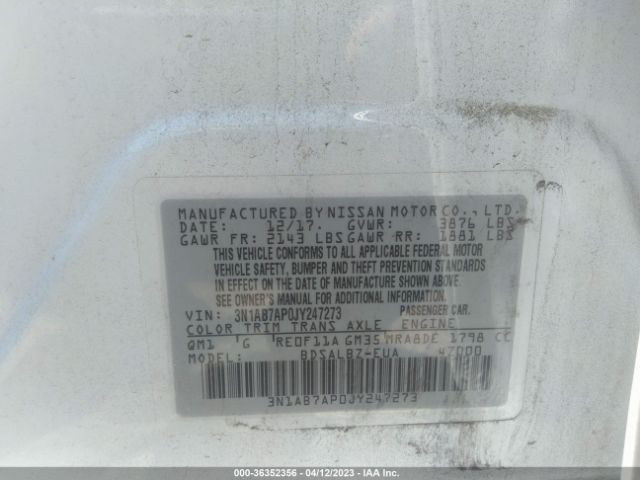 MANUFACTURED BY NISSAN MOTOR CO., LTD.
DATE: 12/17. GVWR: 3876 LBS
GAWR FR: 2143 LBS GAWR RR: 1881 LBS
THIS VEHICLE CONFORMS TO ALL APPLICABLE FEDERAL MOTOR
VEHICLE SAFETY, BUMPER AND THEFT PREVENTION STANDARDS
IN EFFECT ON THE DATE OF MANUFACTURE SHOWN ABOVE.
SEE OWNER'S MANUAL FOR ADDITIONAL INFORMATION.
VIN: 3N1AB7AP0JY247273 PASSENGER CAR.
COLOR TRIM TRANS AXLE ENGINE
QM1 G RE0F11A GM35 MRA8DE 1798 CC
BDSALBZ-EUA 47000
3N1AB7AP0JY247273
000-36352356 - 04/12/2023 - IAA Inc.